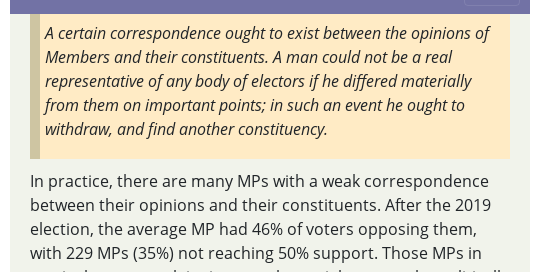 A certain correspondence ought to exist between the opinions of
Members and their constituents. A man could not be a real
representative of any body of electors if he differed materially
from them on important points; in such an event he ought to
withdraw, and find another constituency.
In practice, there are many MPs with a weak correspondence
between their opinions and their constituents. After the 2019
election, the average MP had 46% of voters opposing them,
with 229 MPs (35%) not reaching 50% support. Those MPs in